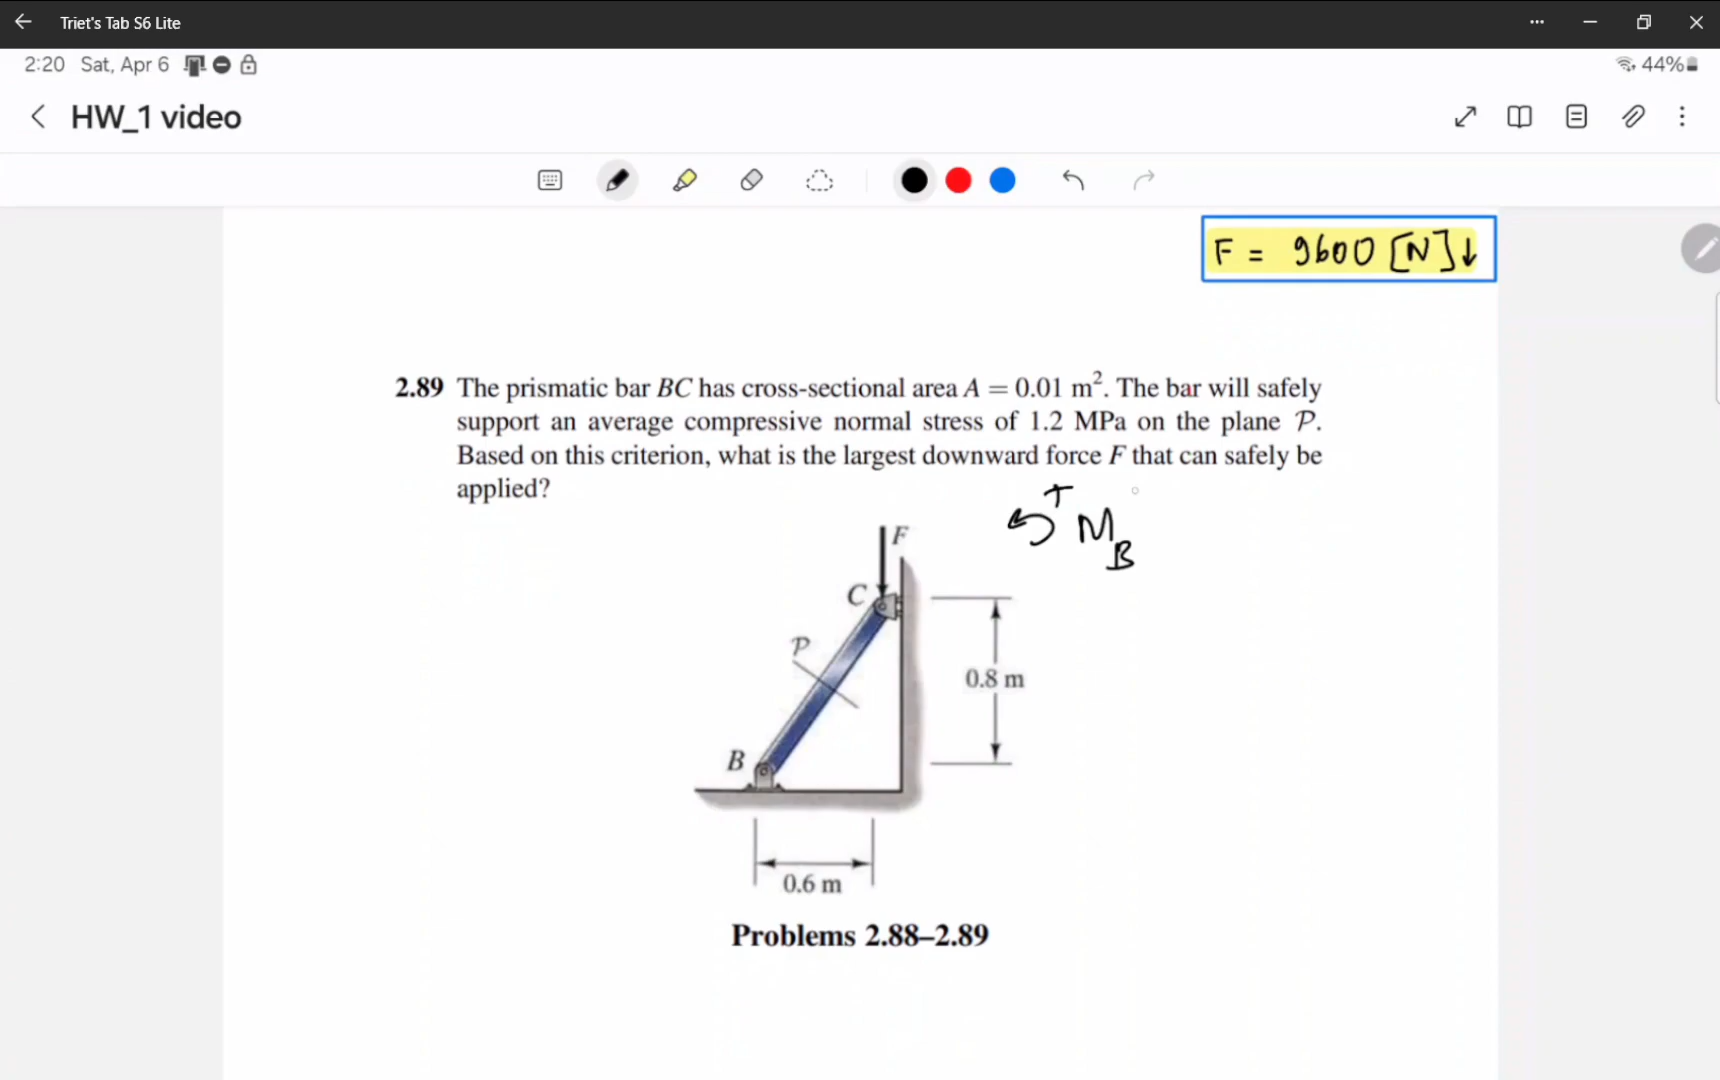 Triet's Tab S6 Lite
2:20 Sat, Apr 6
44%
HW_1 video
F = 9600 [N]↓
2.89 The prismatic bar BC has cross-sectional area A = 0.01 m². The bar will safely
support an average compressive normal stress of 1.2 MPa on the plane 𝒫.
Based on this criterion, what is the largest downward force F that can safely be
applied?
+
M_B
F
C
𝒫
0.8 m
B
0.6 m
Problems 2.88–2.89